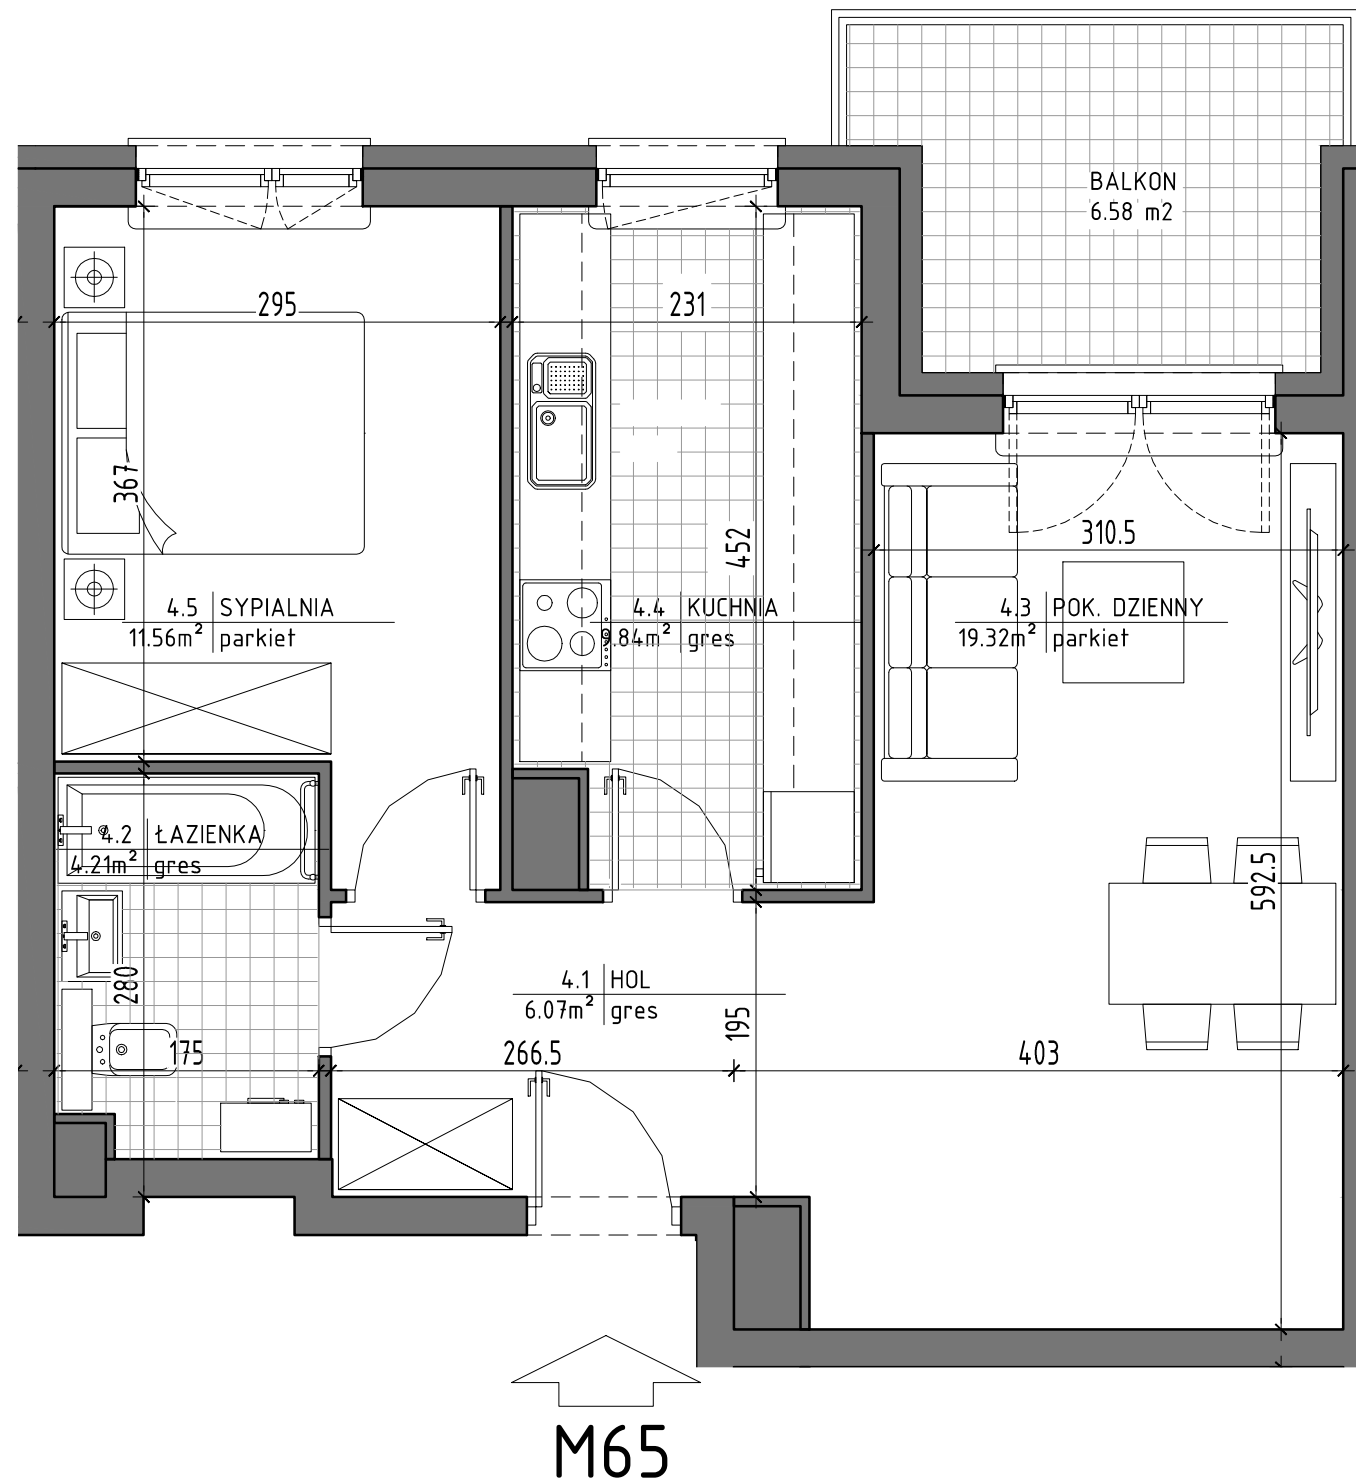 BALKON
6.58 m2
295
231
367
452
310.5
4.5 SYPIALNIA
11.56m² parkiet
4.4 KUCHNIA
9.84m² gres
4.3 POK. DZIENNY
19.32m² parkiet
4.2 ŁAZIENKA
4.21m² gres
592.5
280
4.1 HOL
6.07m² gres
195
175
266.5
403
M65